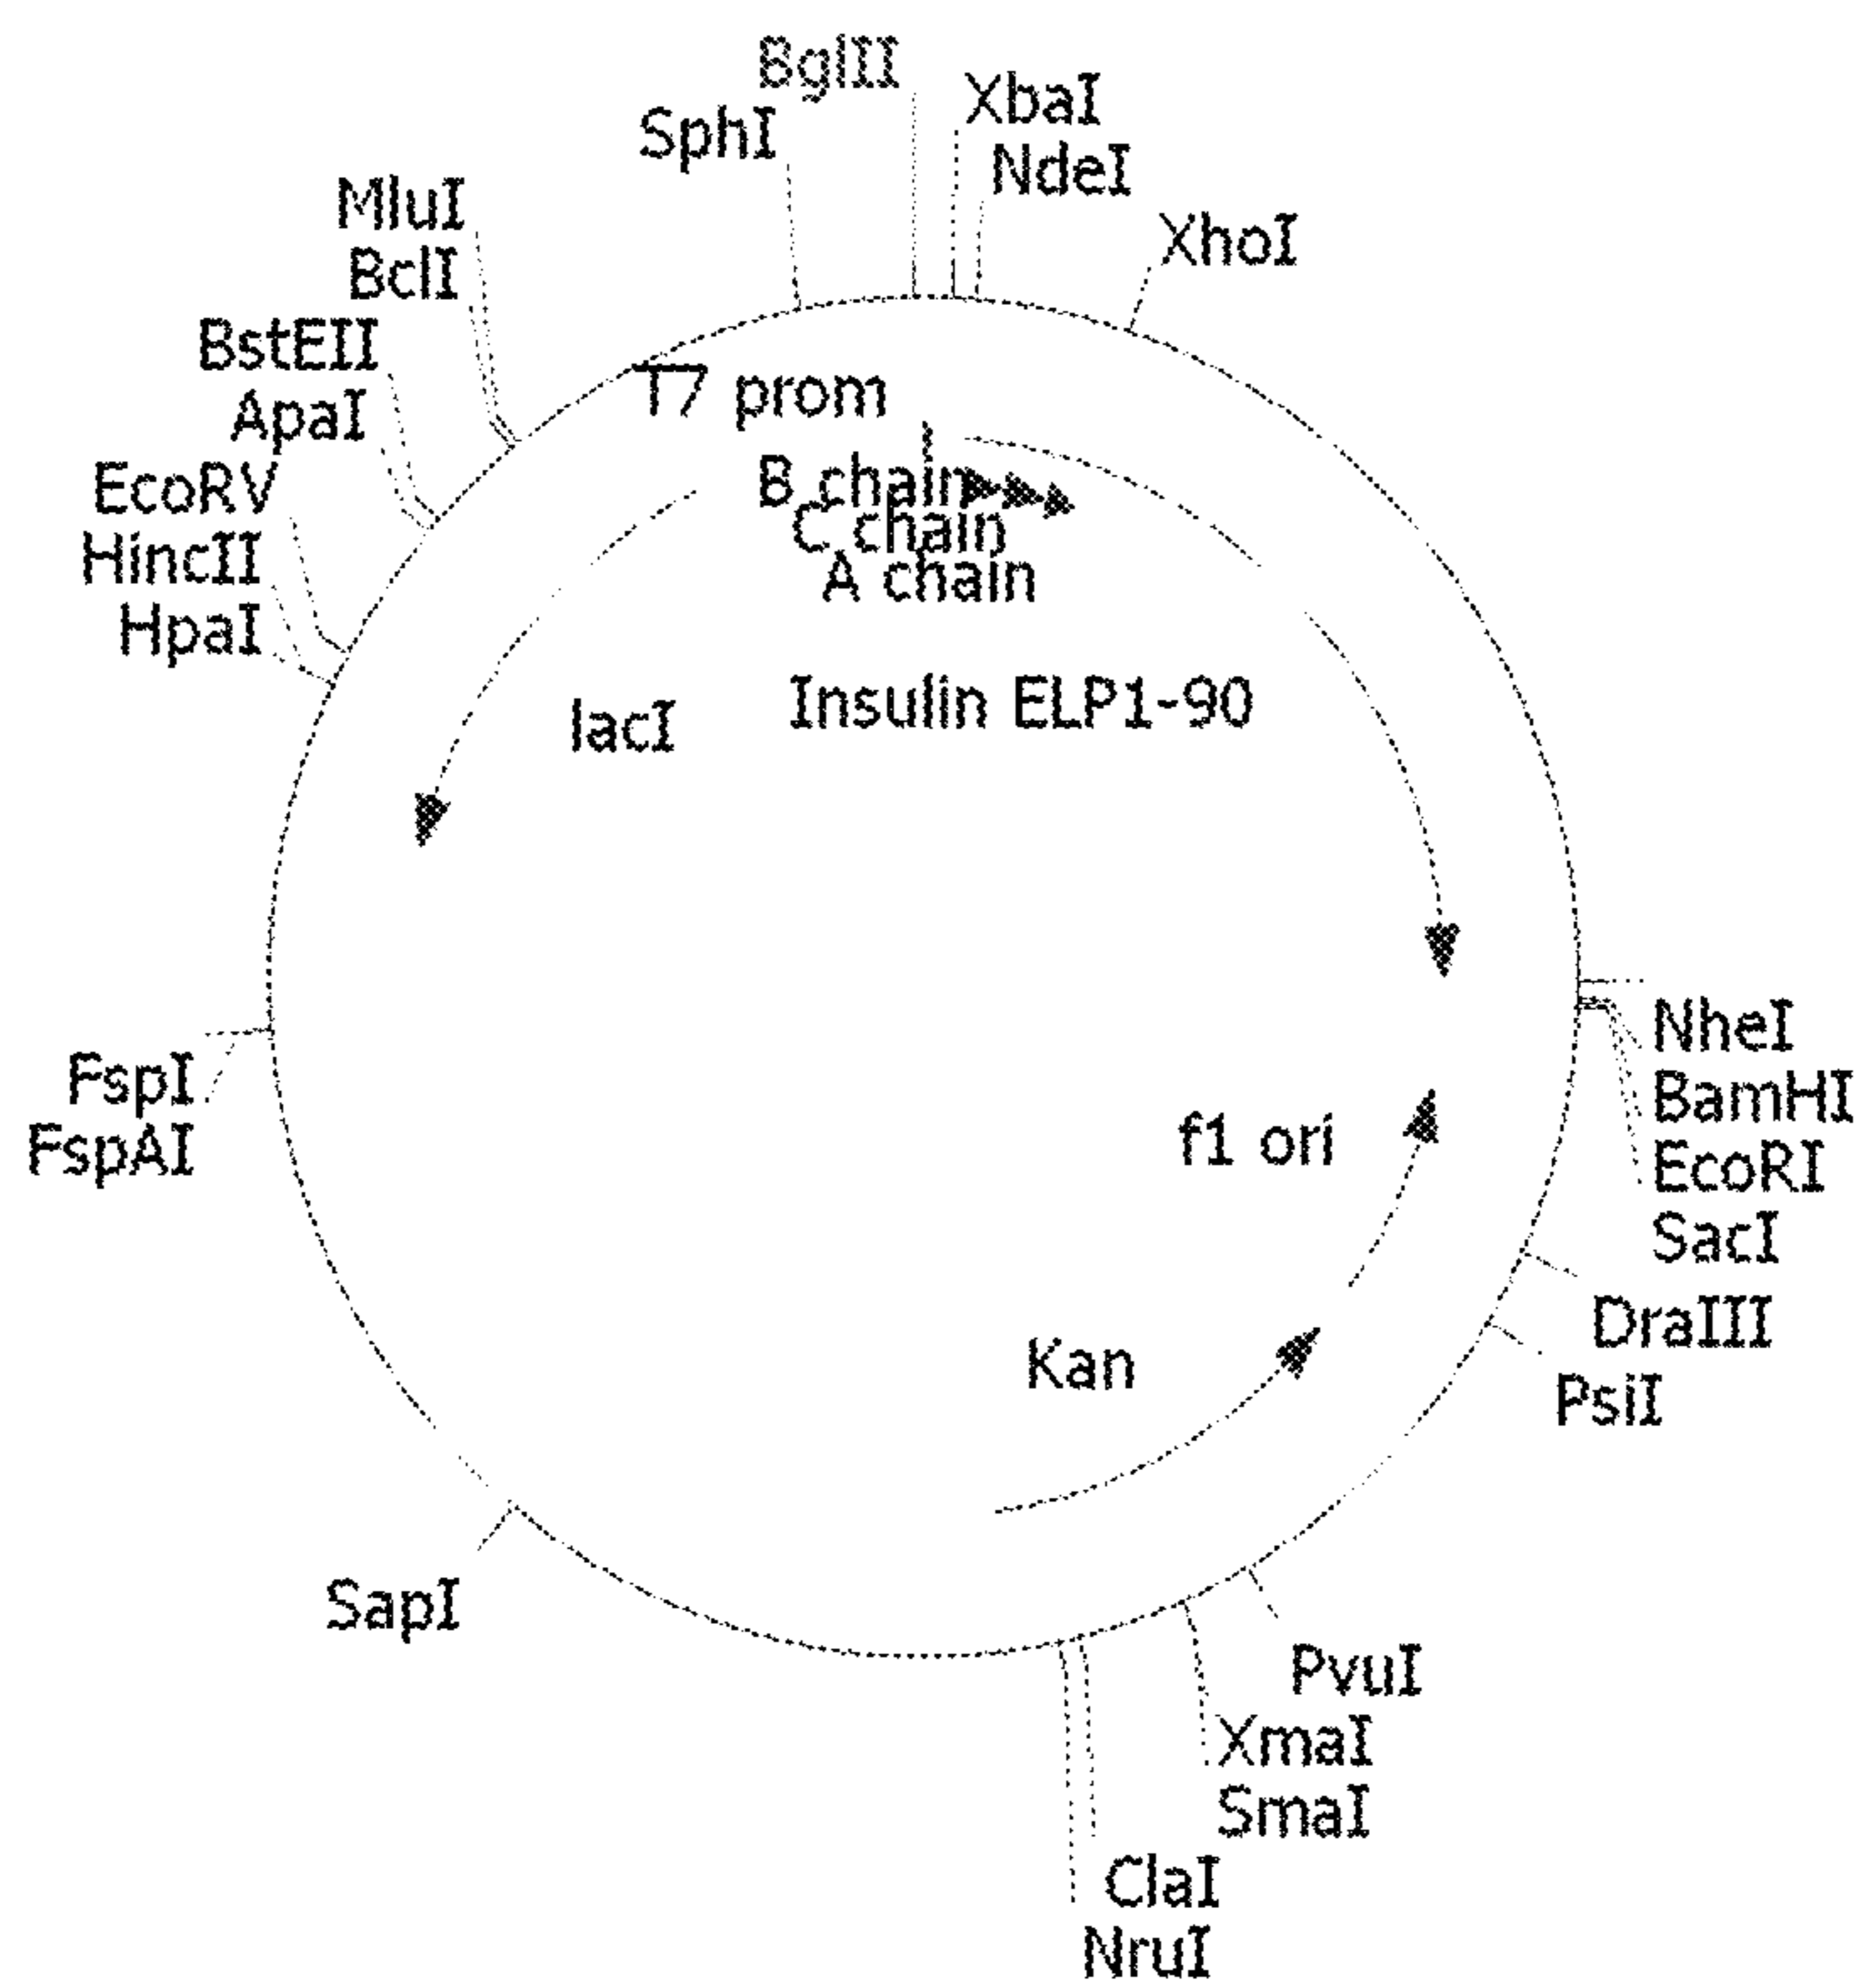 BglII
SphI
XbaI
NdeI
MluI
BclI
XhoI
BstEII
ApaI
EcoRV
HincII
HpaI
T7 prom
B chain
C chain
A chain
lacI
Insulin ELP1-90
NheI
BamHI
EcoRI
SacI
FspI
FspAI
f1 ori
DraIII
PsiI
Kan
SapI
PvuI
XmaI
SmaI
ClaI
NruI